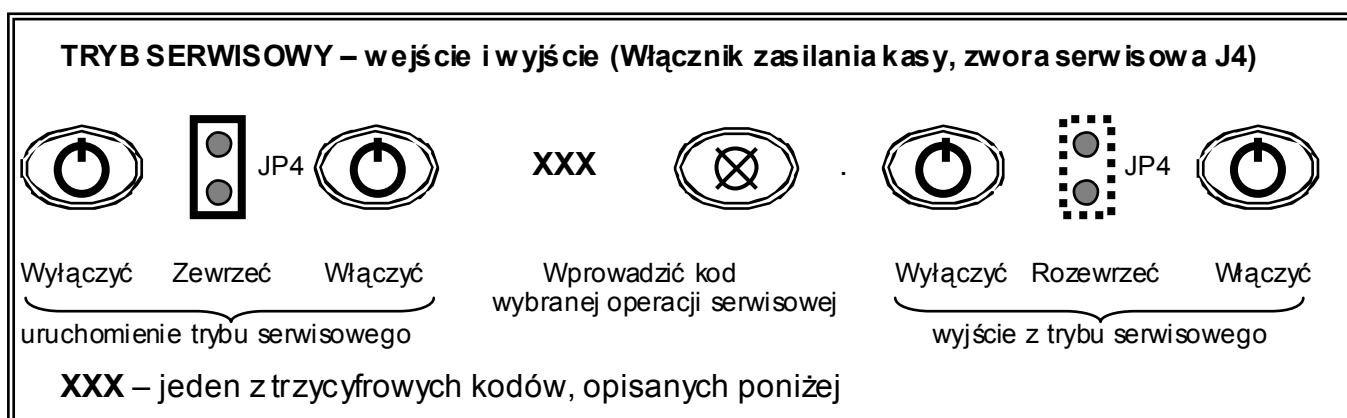 TRYB SERWISOWY – wejście i wyjście (Włącznik zasilania kasy, zwora serwisowa J4)
JP4 XXX . JP4
Wyłączyć Zewrzeć Włączyć Wprowadzić kod Wyłączyć Rozewrzeć Włączyć
wybranej operacji serwisowej
uruchomienie trybu serwisowego wyjście z trybu serwisowego
XXX – jeden z trzycyfrowych kodów, opisanych poniżej